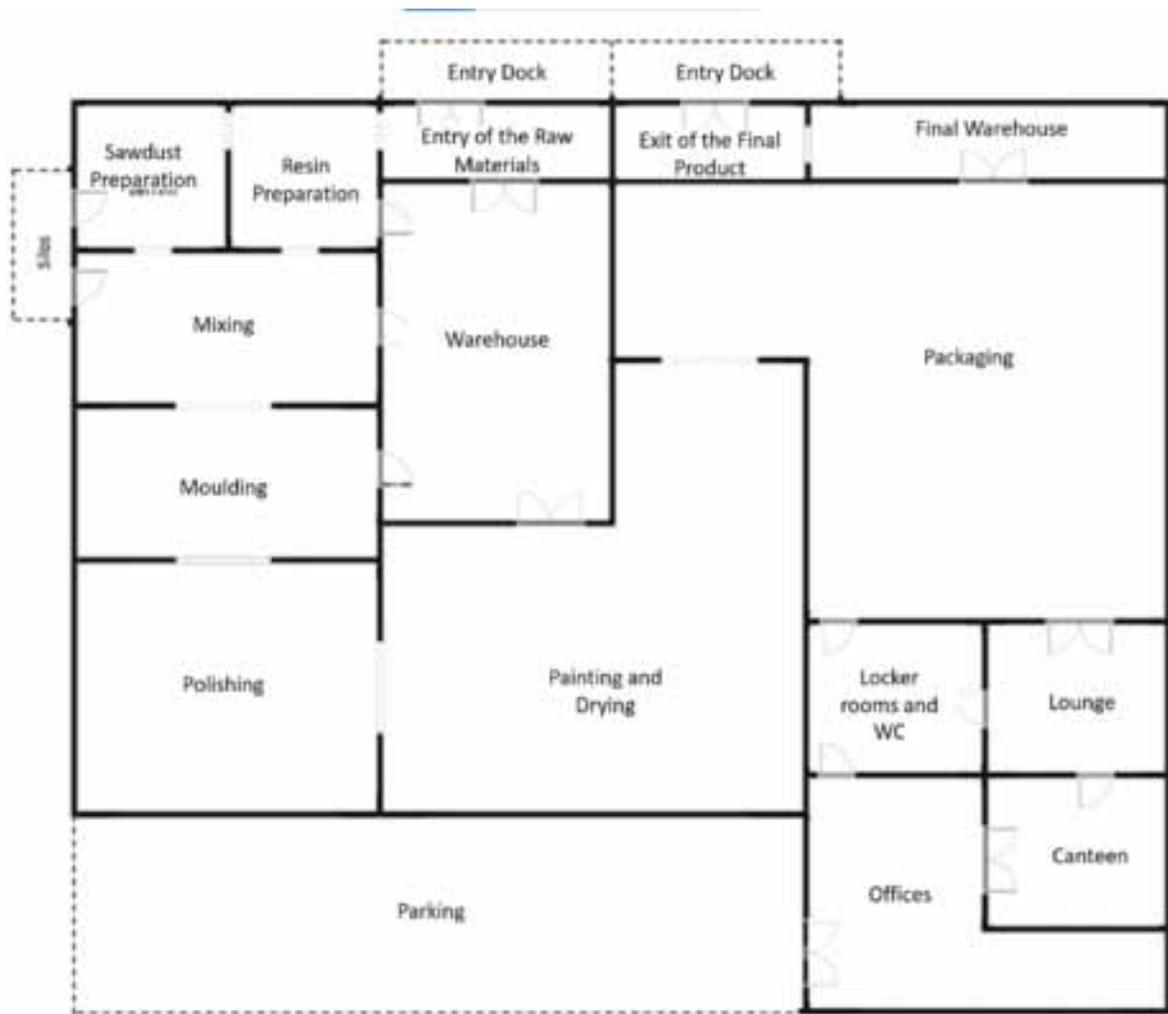 Entry Dock
Entry Dock
Entry of the Raw
Materials
Exit of the Final
Product
Final Warehouse
Sawdust
Preparation
Resin
Preparation
Silos
Mixing
Warehouse
Packaging
Moulding
Polishing
Painting and
Drying
Locker
rooms and
WC
Lounge
Canteen
Offices
Parking